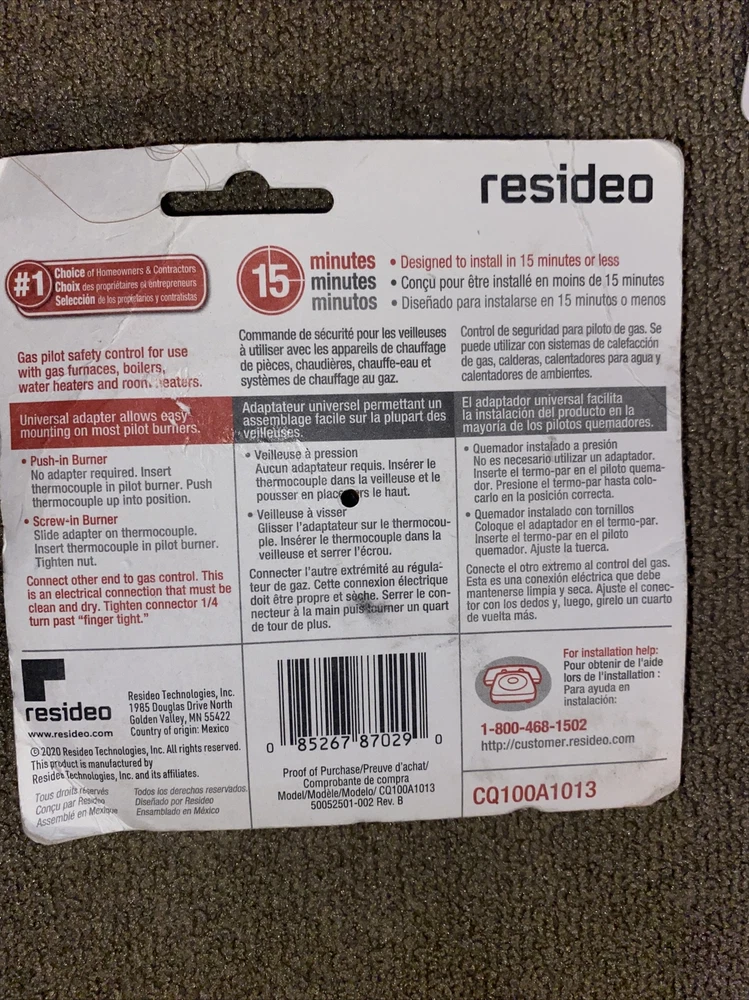 resideo
#1
Choice of Homeowners & Contractors
Choix des propriétaires et entrepreneurs
Selección de los propietarios y contratistas
15
minutes
minutes
minutos
• Designed to install in 15 minutes or less
• Conçu pour être installé en moins de 15 minutes
• Diseñado para instalarse en 15 minutos o menos
Gas pilot safety control for use
with gas furnaces, boilers,
water heaters and room heaters.
Commande de sécurité pour les veilleuses
à utiliser avec les appareils de chauffage
de pièces, chaudières, chauffe-eau et
systèmes de chauffage au gaz.
Control de seguridad para piloto de gas. Se
puede utilizar con sistemas de calefacción
de gas, calderas, calentadores para agua y
calentadores de ambientes.
Universal adapter allows easy
mounting on most pilot burners.
Adaptateur universel permettant un
assemblage facile sur la plupart des
veilleuses.
El adaptador universal facilita
la instalación del producto en la
mayoría de los pilotos quemadores.
• Push-in Burner
No adapter required. Insert
thermocouple in pilot burner. Push
thermocouple up into position.
• Screw-in Burner
Slide adapter on thermocouple.
Insert thermocouple in pilot burner.
Tighten nut.
Connect other end to gas control. This
is an electrical connection that must be
clean and dry. Tighten connector 1/4
turn past “finger tight.”
• Veilleuse à pression
Aucun adaptateur requis. Insérer le
thermocouple dans la veilleuse et le
pousser en place vers le haut.
• Veilleuse à visser
Glisser l'adaptateur sur le thermocou-
ple. Insérer le thermocouple dans la
veilleuse et serrer l'écrou.
Connecter l'autre extrémité au régula-
teur de gaz. Cette connexion électrique
doit être propre et sèche. Serrer le con-
necteur à la main puis tourner un quart
de tour de plus.
• Quemador instalado a presión
No es necesario utilizar un adaptador.
Inserte el termo-par en el piloto quema-
dor. Presione el termo-par hasta colo-
carlo en la posición correcta.
• Quemador instalado con tornillos
Coloque el adaptador en el termo-par.
Inserte el termo-par en el piloto
quemador. Ajuste la tuerca.
Conecte el otro extremo al control del gas.
Esta es una conexión eléctrica que debe
mantenerse limpia y seca. Ajuste el conec-
tor con los dedos y, luego, gírelo un cuarto
de vuelta más.
resideo
www.resideo.com
Resideo Technologies, Inc.
1985 Douglas Drive North
Golden Valley, MN 55422
Country of origin: Mexico
©2020 Resideo Technologies, Inc. All rights reserved.
This product is manufactured by
Resideo Technologies, Inc. and its affiliates.
Tous droits réservés
Conçu par Resideo
Assemblé en Mexique
Todos los derechos reservados.
Diseñado por Resideo
Ensamblado en México
0 85267 87029 0
Proof of Purchase/Preuve d'achat/
Comprobante de compra
Model/Modèle/Modelo/ CQ100A1013
50052501-002 Rev. B
For installation help:
Pour obtenir de l'aide
lors de l'installation :
Para ayuda en
instalación:
1-800-468-1502
http://customer.resideo.com
CQ100A1013